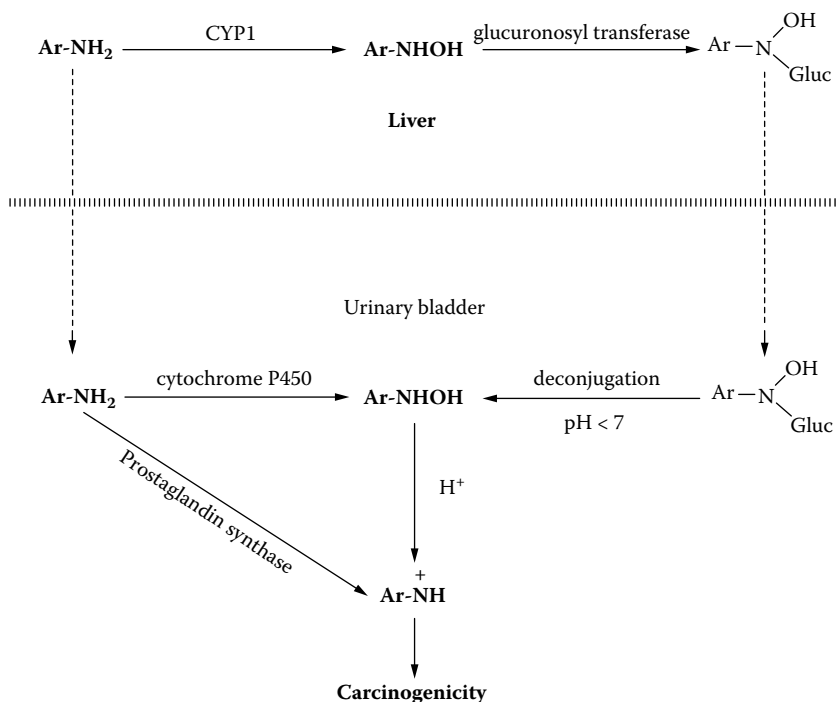 Ar-NH₂ CYP1 Ar-NHOH glucuronosyl transferase Ar–N OH Gluc
Liver
Urinary bladder
Ar-NH₂ cytochrome P450 Ar-NHOH deconjugation pH < 7 Ar–N OH Gluc
Prostaglandin synthase
H⁺
+
Ar-NH
Carcinogenicity